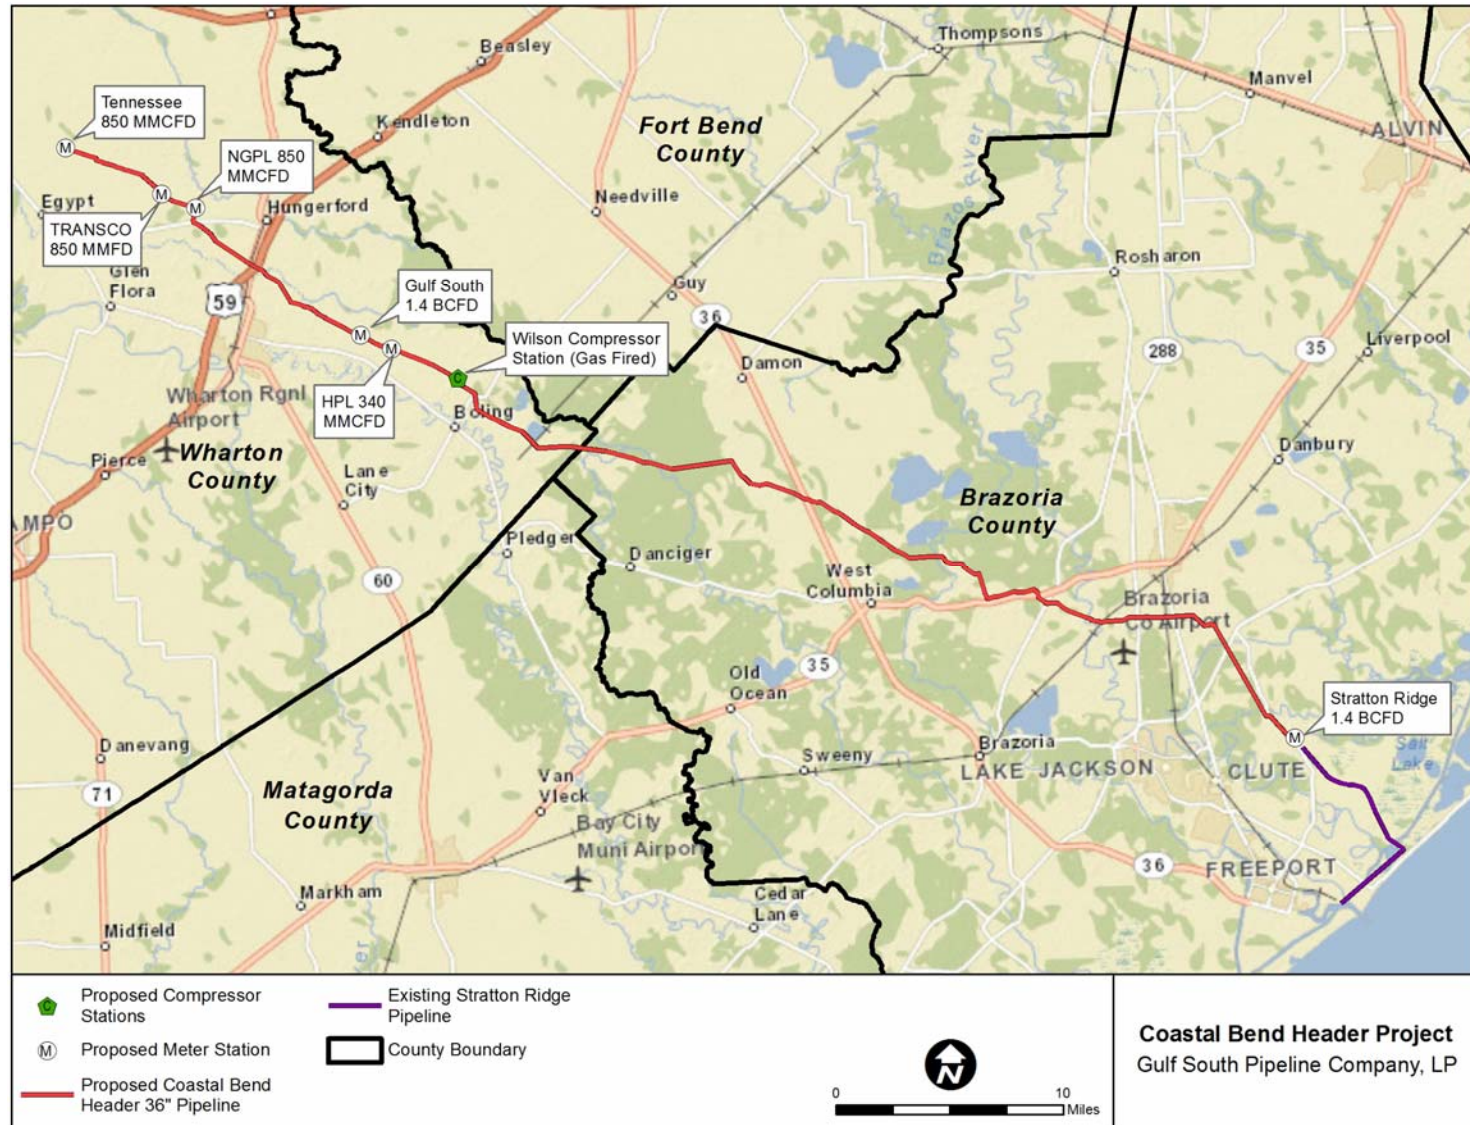 Thompsons
Beasley
Manvel
Tennessee
850 MMCFD
Kendleton
Fort Bend
County
ALVIN
NGPL 850
MMCFD
Brazos River
Egypt
Needville
Hungerford
TRANSCO
850 MMFD
Rosharon
Glen
Flora
Gulf South
1.4 BCFD
Guy
59
36
Wilson Compressor
Station (Gas Fired)
288
35
Liverpool
Damon
C
Wharton Rgnl
Airport
HPL 340
MMCFD
Boling
Wharton
County
Pierce
Danbury
Lane
City
Brazoria
County
AMPO
Pledger
Danciger
West
Columbia
60
Brazoria
Co Airport
35
Old
Ocean
Stratton Ridge
1.4 BCFD
Danevang
Sweeny
Brazoria
LAKE JACKSON
CLUTE
Salt
Lake
Van
Vleck
Matagorda
County
71
Bay City
Muni Airport
36
FREEPORT
Markham
Cedar
Lane
Midfield
M
M
M
M
M
M
C Proposed Compressor
Stations
Existing Stratton Ridge
Pipeline
M Proposed Meter Station
County Boundary
Proposed Coastal Bend
Header 36" Pipeline
N
0 10
Miles
Coastal Bend Header Project
Gulf South Pipeline Company, LP